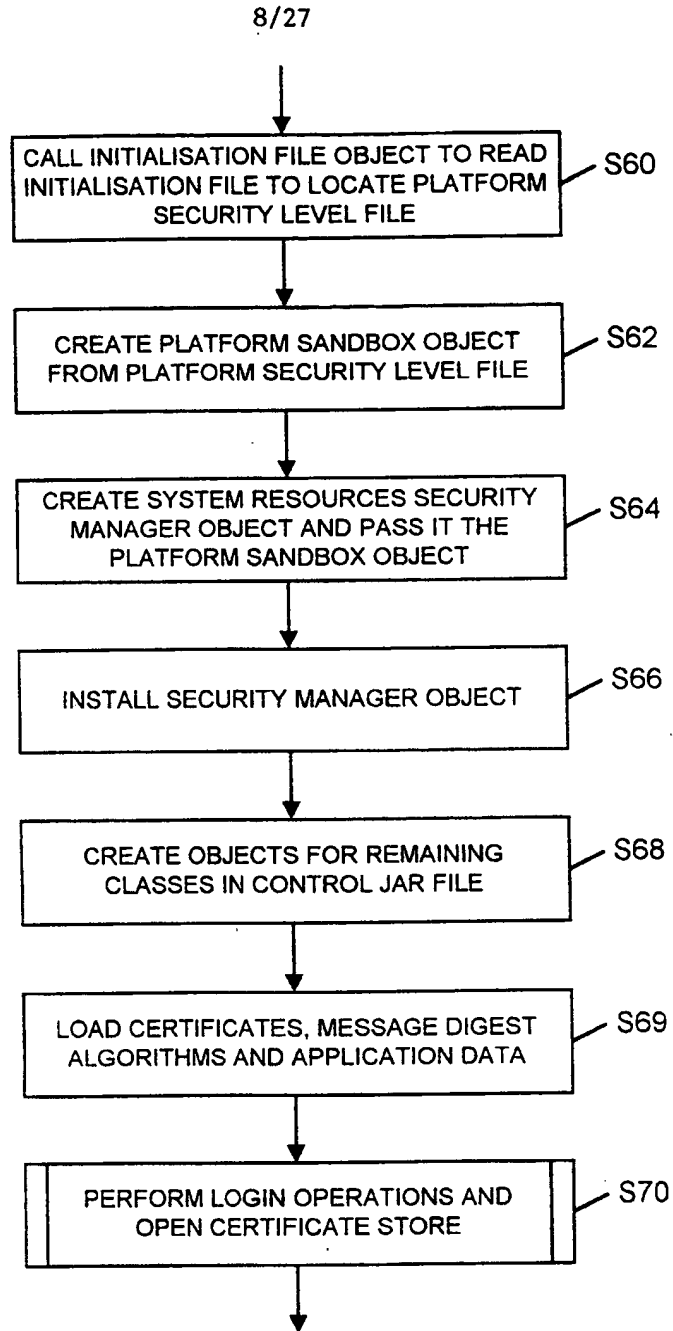 8/27
CALL INITIALISATION FILE OBJECT TO READ
INITIALISATION FILE TO LOCATE PLATFORM
SECURITY LEVEL FILE
S60
CREATE PLATFORM SANDBOX OBJECT
FROM PLATFORM SECURITY LEVEL FILE
S62
CREATE SYSTEM RESOURCES SECURITY
MANAGER OBJECT AND PASS IT THE
PLATFORM SANDBOX OBJECT
S64
INSTALL SECURITY MANAGER OBJECT
S66
CREATE OBJECTS FOR REMAINING
CLASSES IN CONTROL JAR FILE
S68
LOAD CERTIFICATES, MESSAGE DIGEST
ALGORITHMS AND APPLICATION DATA
S69
PERFORM LOGIN OPERATIONS AND
OPEN CERTIFICATE STORE
S70